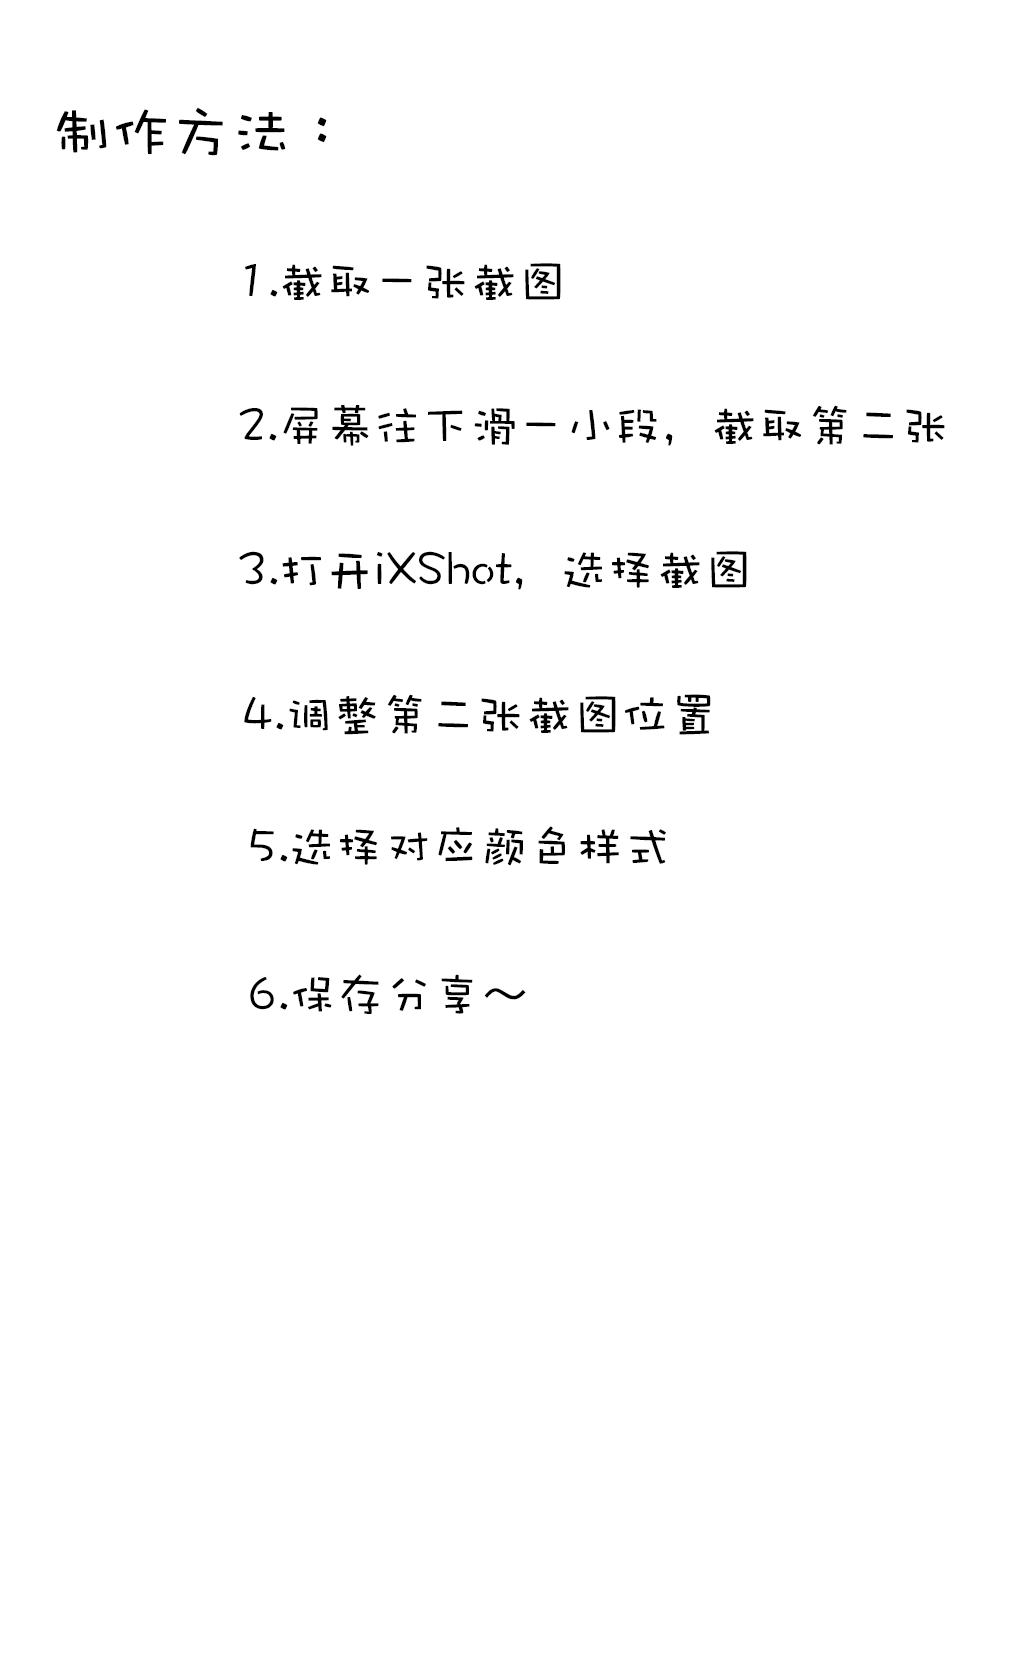 制作方法：
1.截取一张截图
2.屏幕往下滑一小段，截取第二张
3.打开iXShot，选择截图
4.调整第二张截图位置
5.选择对应颜色样式
6.保存分享～